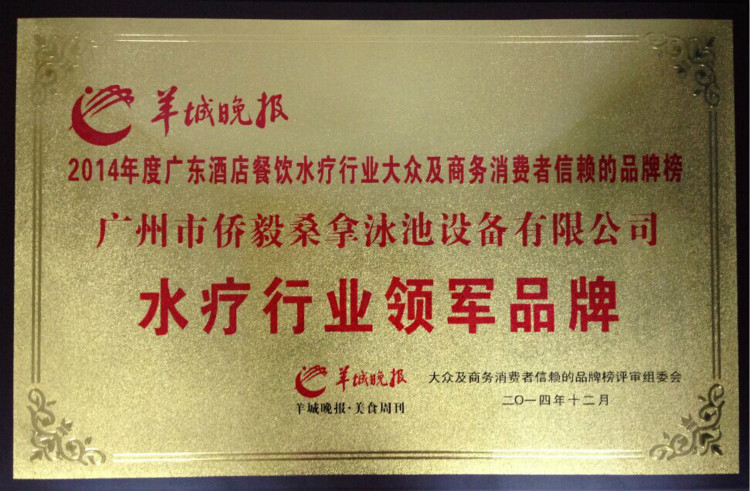 羊城晚报
2014年度广东酒店餐饮水疗行业大众及商务消费者信赖的品牌榜
广州市侨毅桑拿泳池设备有限公司
水疗行业领军品牌
羊城晚报
羊城晚报·美食周刊
大众及商务消费者信赖的品牌榜评审组委会
二〇一四年十二月